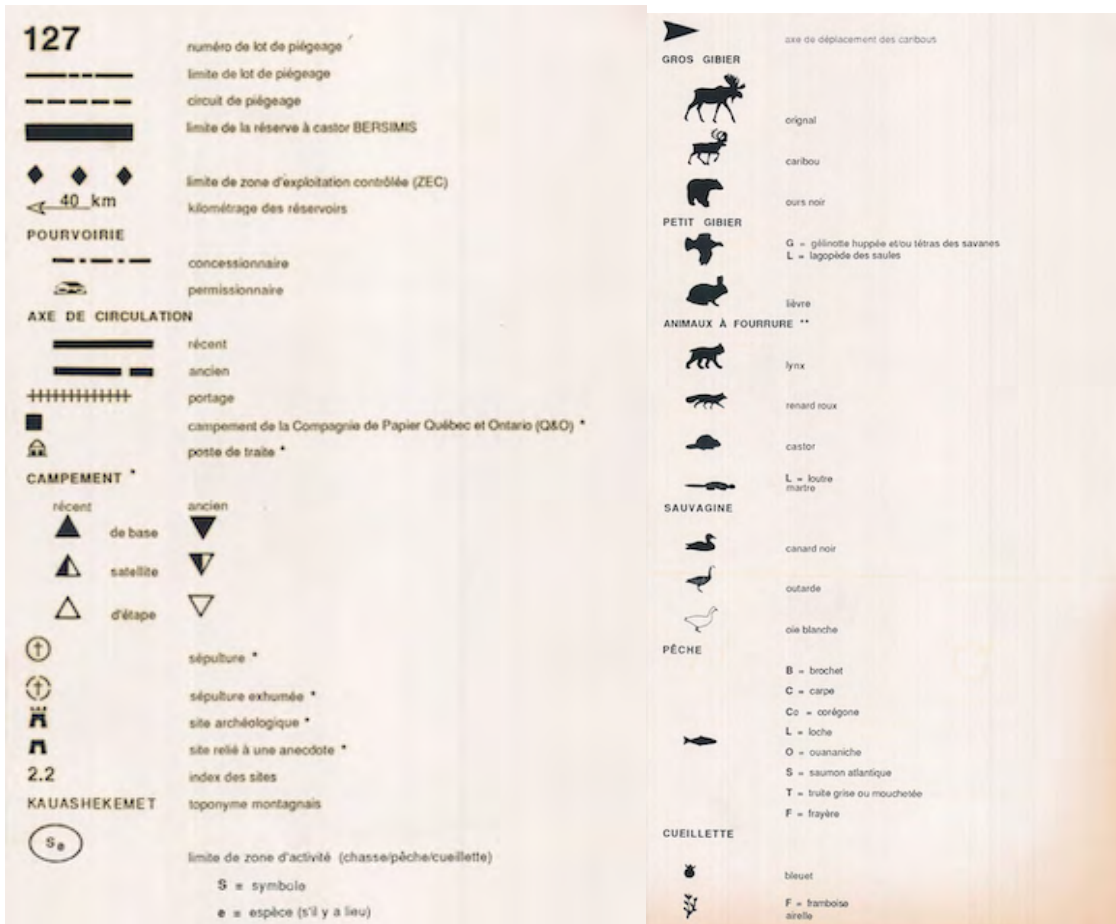 127 numéro de lot de piégeage
limite de lot de piégeage
circuit de piégeage
limite de la réserve à castor BERSIMIS
limite de zone d'exploitation contrôlée (ZEC)
40 km kilométrage des réservoirs
POURVOIRIE
concessionnaire
permissionnaire
AXE DE CIRCULATION
récent
ancien
portage
campement de la Compagnie de Papier Québec et Ontario (Q&O) *
poste de traite *
CAMPEMENT *
récent ancien
de base
satellite
d'étape
sépulture *
sépulture exhumée *
site archéologique *
site relié à une anecdote *
2.2 index des sites
KAUASHEKEMET toponyme montagnais
S e
limite de zone d'activité (chasse/pêche/cueillette)
S = symbole
e = espèce (s'il y a lieu)
axe de déplacement des caribous
GROS GIBIER
orignal
caribou
ours noir
PETIT GIBIER
G = gélinotte huppée et/ou tétras des savanes
L = lagopède des saules
lièvre
ANIMAUX À FOURRURE **
lynx
renard roux
castor
L = loutre
martre
SAUVAGINE
canard noir
outarde
oie blanche
PÊCHE
B = brochet
C = carpe
Co = corégone
L = loche
O = ouananiche
S = saumon atlantique
T = truite grise ou mouchetée
F = frayère
CUEILLETTE
bleuet
F = framboise
airelle